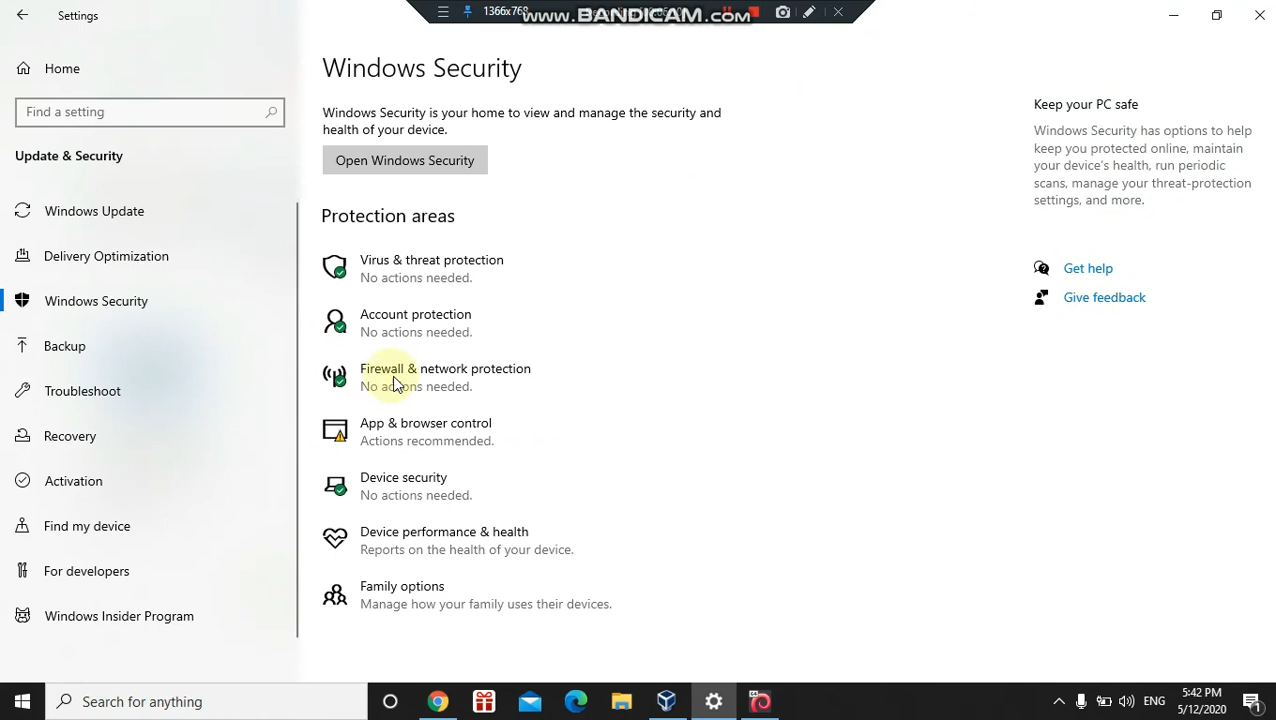 Settings
1366x768
www.BANDICAM.com
Home
Find a setting
Update & Security
Windows Update
Delivery Optimization
Windows Security
Backup
Troubleshoot
Recovery
Activation
Find my device
For developers
Windows Insider Program
Windows Security
Windows Security is your home to view and manage the security and
health of your device.
Open Windows Security
Protection areas
Virus & threat protection
No actions needed.
Account protection
No actions needed.
Firewall & network protection
No actions needed.
App & browser control
Actions recommended.
Device security
No actions needed.
Device performance & health
Reports on the health of your device.
Family options
Manage how your family uses their devices.
Keep your PC safe
Windows Security has options to help
keep you protected online, maintain
your device's health, run periodic
scans, manage your threat-protection
settings, and more.
Get help
Give feedback
Search for anything
ENG
5:42 PM
5/12/2020
1